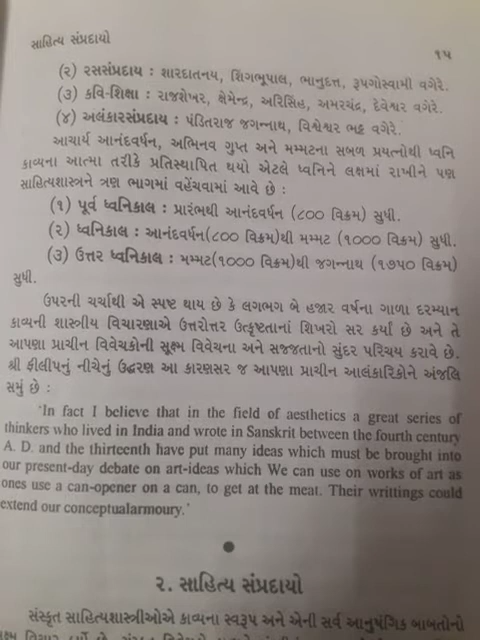 સાહિત્ય સંપ્રદાયો
૧૫
(૨) રસસંપ્રદાય : શારદાતનય, શિંગભૂપાલ, ભાનુદત્ત, રૂપગોસ્વામી વગેરે.
(૩) કવિ-શિક્ષા : રાજશેખર, ક્ષેમેન્દ્ર, અરિસિંહ, અમરચંદ્ર, દેવેશ્વર વગેરે.
(૪) અલંકારસંપ્રદાય : પંડિતરાજ જગન્નાથ, વિશ્વેશ્વર ભટ્ટ વગેરે.
આચાર્ય આનંદવર્ધન, અભિનવ ગુપ્ત અને મમ્મટના સબળ પ્રયત્નોથી ધ્વનિ
કાવ્યના આત્મા તરીકે પ્રતિસ્થાપિત થયો એટલે ધ્વનિને લક્ષમાં રાખીને પણ
સાહિત્યશાસ્ત્રને ત્રણ ભાગમાં વહેંચવામાં આવે છે :
(૧) પૂર્વ ધ્વનિકાલ : પ્રારંભથી આનંદવર્ધન (૮૦૦ વિક્રમ) સુધી.
(૨) ધ્વનિકાલ : આનંદવર્ધન(૮૦૦ વિક્રમ)થી મમ્મટ (૧૦૦૦ વિક્રમ) સુધી.
(૩) ઉત્તર ધ્વનિકાલ : મમ્મટ(૧૦૦૦ વિક્રમ)થી જગન્નાથ (૧૭૫૦ વિક્રમ)
સુધી.
ઉપરની ચર્ચાથી એ સ્પષ્ટ થાય છે કે લગભગ બે હજાર વર્ષના ગાળા દરમ્યાન
કાવ્યની શાસ્ત્રીય વિચારણાએ ઉત્તરોત્તર ઉત્કૃષ્ટતાનાં શિખરો સર કર્યાં છે અને તે
આપણા પ્રાચીન વિવેચકોની સૂક્ષ્મ વિવેચના અને સજ્જતાનો સુંદર પરિચય કરાવે છે.
શ્રી ફીલીપનું નીચેનું ઉદ્ધરણ આ કારણસર જ આપણા પ્રાચીન આલંકારિકોને અંજલિ
સમું છે :
'In fact I believe that in the field of aesthetics a great series of
thinkers who lived in India and wrote in Sanskrit between the fourth century
A. D. and the thirteenth have put many ideas which must be brought into
our present-day debate on art-ideas which We can use on works of art as
ones use a can-opener on a can, to get at the meat. Their writtings could
extend our conceptualarmoury.'
૨. સાહિત્ય સંપ્રદાયો
સંસ્કૃત સાહિત્યશાસ્ત્રીઓએ કાવ્યના સ્વરૂપ અને એની સર્વ આનુષંગિક બાબતોનો